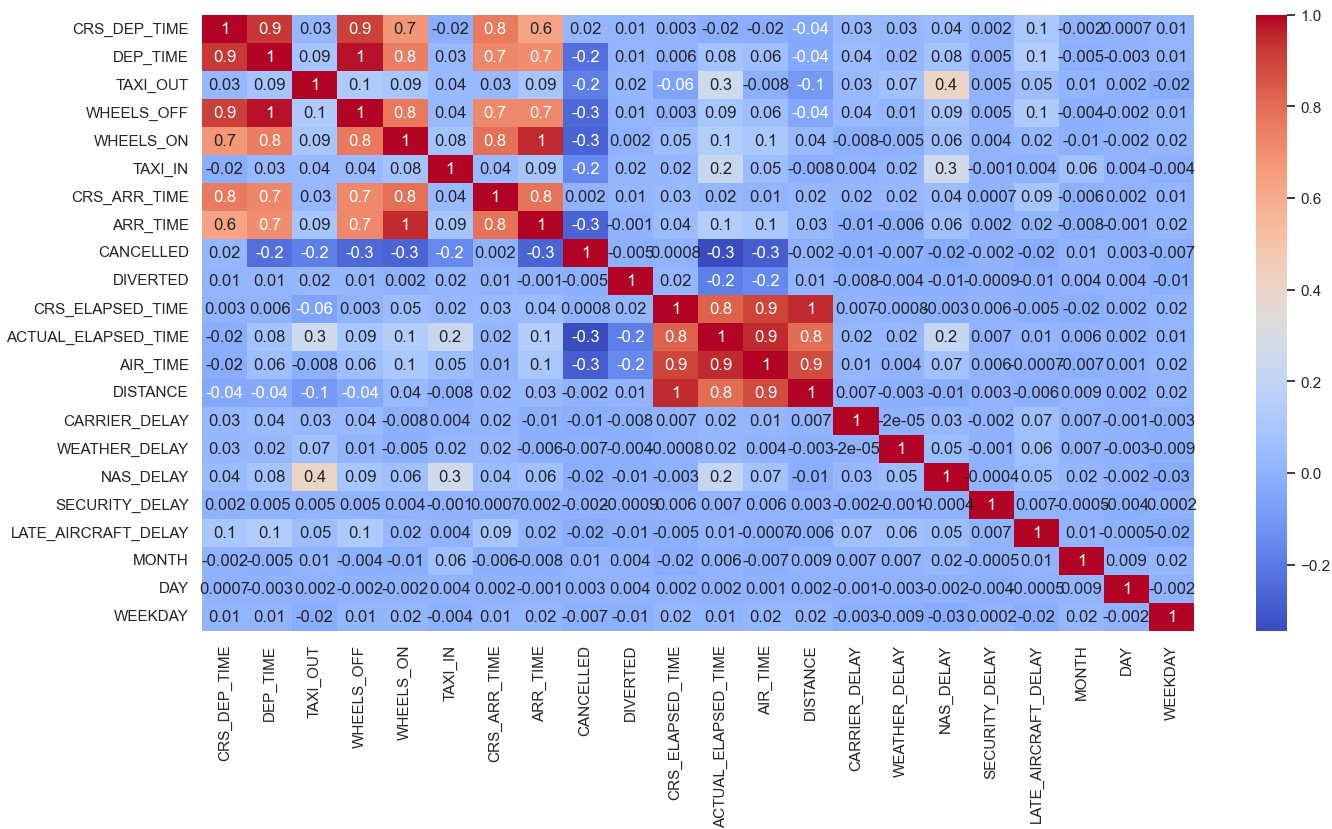 CRS_DEP_TIME 1 0.9 0.03 0.9 0.7 -0.02 0.8 0.6 0.02 0.01 0.003 -0.02 -0.02 -0.04 0.03 0.03 0.04 0.002 0.1 -0.002 0.0007 0.01
DEP_TIME 0.9 1 0.09 1 0.8 0.03 0.7 0.7 -0.2 0.01 0.006 0.08 0.06 -0.04 0.04 0.02 0.08 0.005 0.1 -0.005 -0.003 0.01
TAXI_OUT 0.03 0.09 1 0.1 0.09 0.04 0.03 0.09 -0.2 0.02 -0.06 0.3 -0.008 -0.1 0.03 0.07 0.4 0.005 0.05 0.01 0.002 -0.02
WHEELS_OFF 0.9 1 0.1 1 0.8 0.04 0.7 0.7 -0.3 0.01 0.003 0.09 0.06 -0.04 0.04 0.01 0.09 0.005 0.1 -0.004 -0.002 0.01
WHEELS_ON 0.7 0.8 0.09 0.8 1 0.08 0.8 1 -0.3 0.002 0.05 0.1 0.1 0.04 -0.008 -0.005 0.06 0.004 0.02 -0.01 -0.002 0.02
TAXI_IN -0.02 0.03 0.04 0.04 0.08 1 0.04 0.09 -0.2 0.02 0.02 0.2 0.05 -0.008 0.004 0.02 0.3 -0.001 0.004 0.06 0.004 -0.004
CRS_ARR_TIME 0.8 0.7 0.03 0.7 0.8 0.04 1 0.8 0.002 0.01 0.03 0.02 0.01 0.02 0.02 0.02 0.04 0.0007 0.09 -0.006 0.002 0.01
ARR_TIME 0.6 0.7 0.09 0.7 1 0.09 0.8 1 -0.3 -0.001 0.04 0.1 0.1 0.03 -0.01 -0.006 0.06 0.002 0.02 -0.008 -0.001 0.02
CANCELLED 0.02 -0.2 -0.2 -0.3 -0.3 -0.2 0.002 -0.3 1 -0.005 0.0008 -0.3 -0.3 -0.002 -0.01 -0.007 -0.02 -0.002 -0.02 0.01 0.003 -0.007
DIVERTED 0.01 0.01 0.02 0.01 0.002 0.02 0.01 -0.001 -0.005 1 0.02 -0.2 -0.2 0.01 -0.008 -0.004 -0.01 -0.0009 -0.01 0.004 0.004 -0.01
CRS_ELAPSED_TIME 0.003 0.006 -0.06 0.003 0.05 0.02 0.03 0.04 0.0008 0.02 1 0.8 0.9 1 0.007 -0.0008 -0.003 0.006 -0.005 -0.02 0.002 0.02
ACTUAL_ELAPSED_TIME -0.02 0.08 0.3 0.09 0.1 0.2 0.02 0.1 -0.3 -0.2 0.8 1 0.9 0.8 0.02 0.02 0.2 0.007 0.01 0.006 0.002 0.01
AIR_TIME -0.02 0.06 -0.008 0.06 0.1 0.05 0.01 0.1 -0.3 -0.2 0.9 0.9 1 0.9 0.01 0.004 0.07 0.006 -0.0007 -0.007 0.001 0.02
DISTANCE -0.04 -0.04 -0.1 -0.04 0.04 -0.008 0.02 0.03 -0.002 0.01 1 0.8 0.9 1 0.007 -0.003 -0.01 0.003 -0.006 0.009 0.002 0.02
CARRIER_DELAY 0.03 0.04 0.03 0.04 -0.008 0.004 0.02 -0.01 -0.01 -0.008 0.007 0.02 0.01 0.007 1 -2e-05 0.03 -0.002 0.07 0.007 -0.001 -0.003
WEATHER_DELAY 0.03 0.02 0.07 0.01 -0.005 0.02 0.02 -0.006 -0.007 -0.004 -0.0008 0.02 0.004 -0.003 -2e-05 1 0.05 -0.001 0.06 0.007 -0.003 -0.009
NAS_DELAY 0.04 0.08 0.4 0.09 0.06 0.3 0.04 0.06 -0.02 -0.01 -0.003 0.2 0.07 -0.01 0.03 0.05 1 -0.0004 0.05 0.02 -0.002 -0.03
SECURITY_DELAY 0.002 0.005 0.005 0.005 0.004 -0.001 0.0007 0.002 -0.002 -0.0009 0.006 0.007 0.006 0.003 -0.002 -0.001 -0.0004 1 0.007 -0.0005 -0.004 0.0002
LATE_AIRCRAFT_DELAY 0.1 0.1 0.05 0.1 0.02 0.004 0.09 0.02 -0.02 -0.01 -0.005 0.01 -0.0007 -0.006 0.07 0.06 0.05 0.007 1 0.01 -0.0005 -0.02
MONTH -0.002 -0.005 0.01 -0.004 -0.01 0.06 -0.006 -0.008 0.01 0.004 -0.02 0.006 -0.007 0.009 0.007 0.007 0.02 -0.0005 0.01 1 0.009 0.02
DAY 0.0007 -0.003 0.002 -0.002 -0.002 0.004 0.002 -0.001 0.003 0.004 0.002 0.002 0.001 0.002 -0.001 -0.003 -0.002 -0.004 -0.0005 0.009 1 -0.002
WEEKDAY 0.01 0.01 -0.02 0.01 0.02 -0.004 0.01 0.02 -0.007 -0.01 0.02 0.01 0.02 0.02 -0.003 -0.009 -0.03 0.0002 -0.02 0.02 -0.002 1
CRS_DEP_TIME
DEP_TIME
TAXI_OUT
WHEELS_OFF
WHEELS_ON
TAXI_IN
CRS_ARR_TIME
ARR_TIME
CANCELLED
DIVERTED
CRS_ELAPSED_TIME
ACTUAL_ELAPSED_TIME
AIR_TIME
DISTANCE
CARRIER_DELAY
WEATHER_DELAY
NAS_DELAY
SECURITY_DELAY
LATE_AIRCRAFT_DELAY
MONTH
DAY
WEEKDAY
1.0
0.8
0.6
0.4
0.2
0.0
−0.2